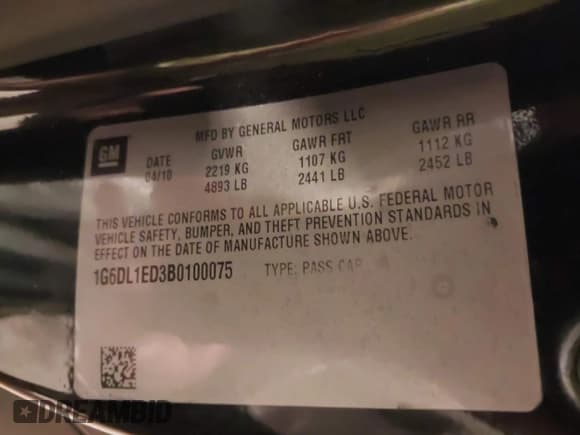 MFD BY GENERAL MOTORS LLC
GM
DATE GVWR GAWR FRT GAWR RR
04/10 2219 KG 1107 KG 1112 KG
4893 LB 2441 LB 2452 LB
THIS VEHICLE CONFORMS TO ALL APPLICABLE U.S. FEDERAL MOTOR
VEHICLE SAFETY, BUMPER, AND THEFT PREVENTION STANDARDS IN
EFFECT ON THE DATE OF MANUFACTURE SHOWN ABOVE.
1G6DL1ED3B0100075 TYPE: PASS CAR
DREAMBID